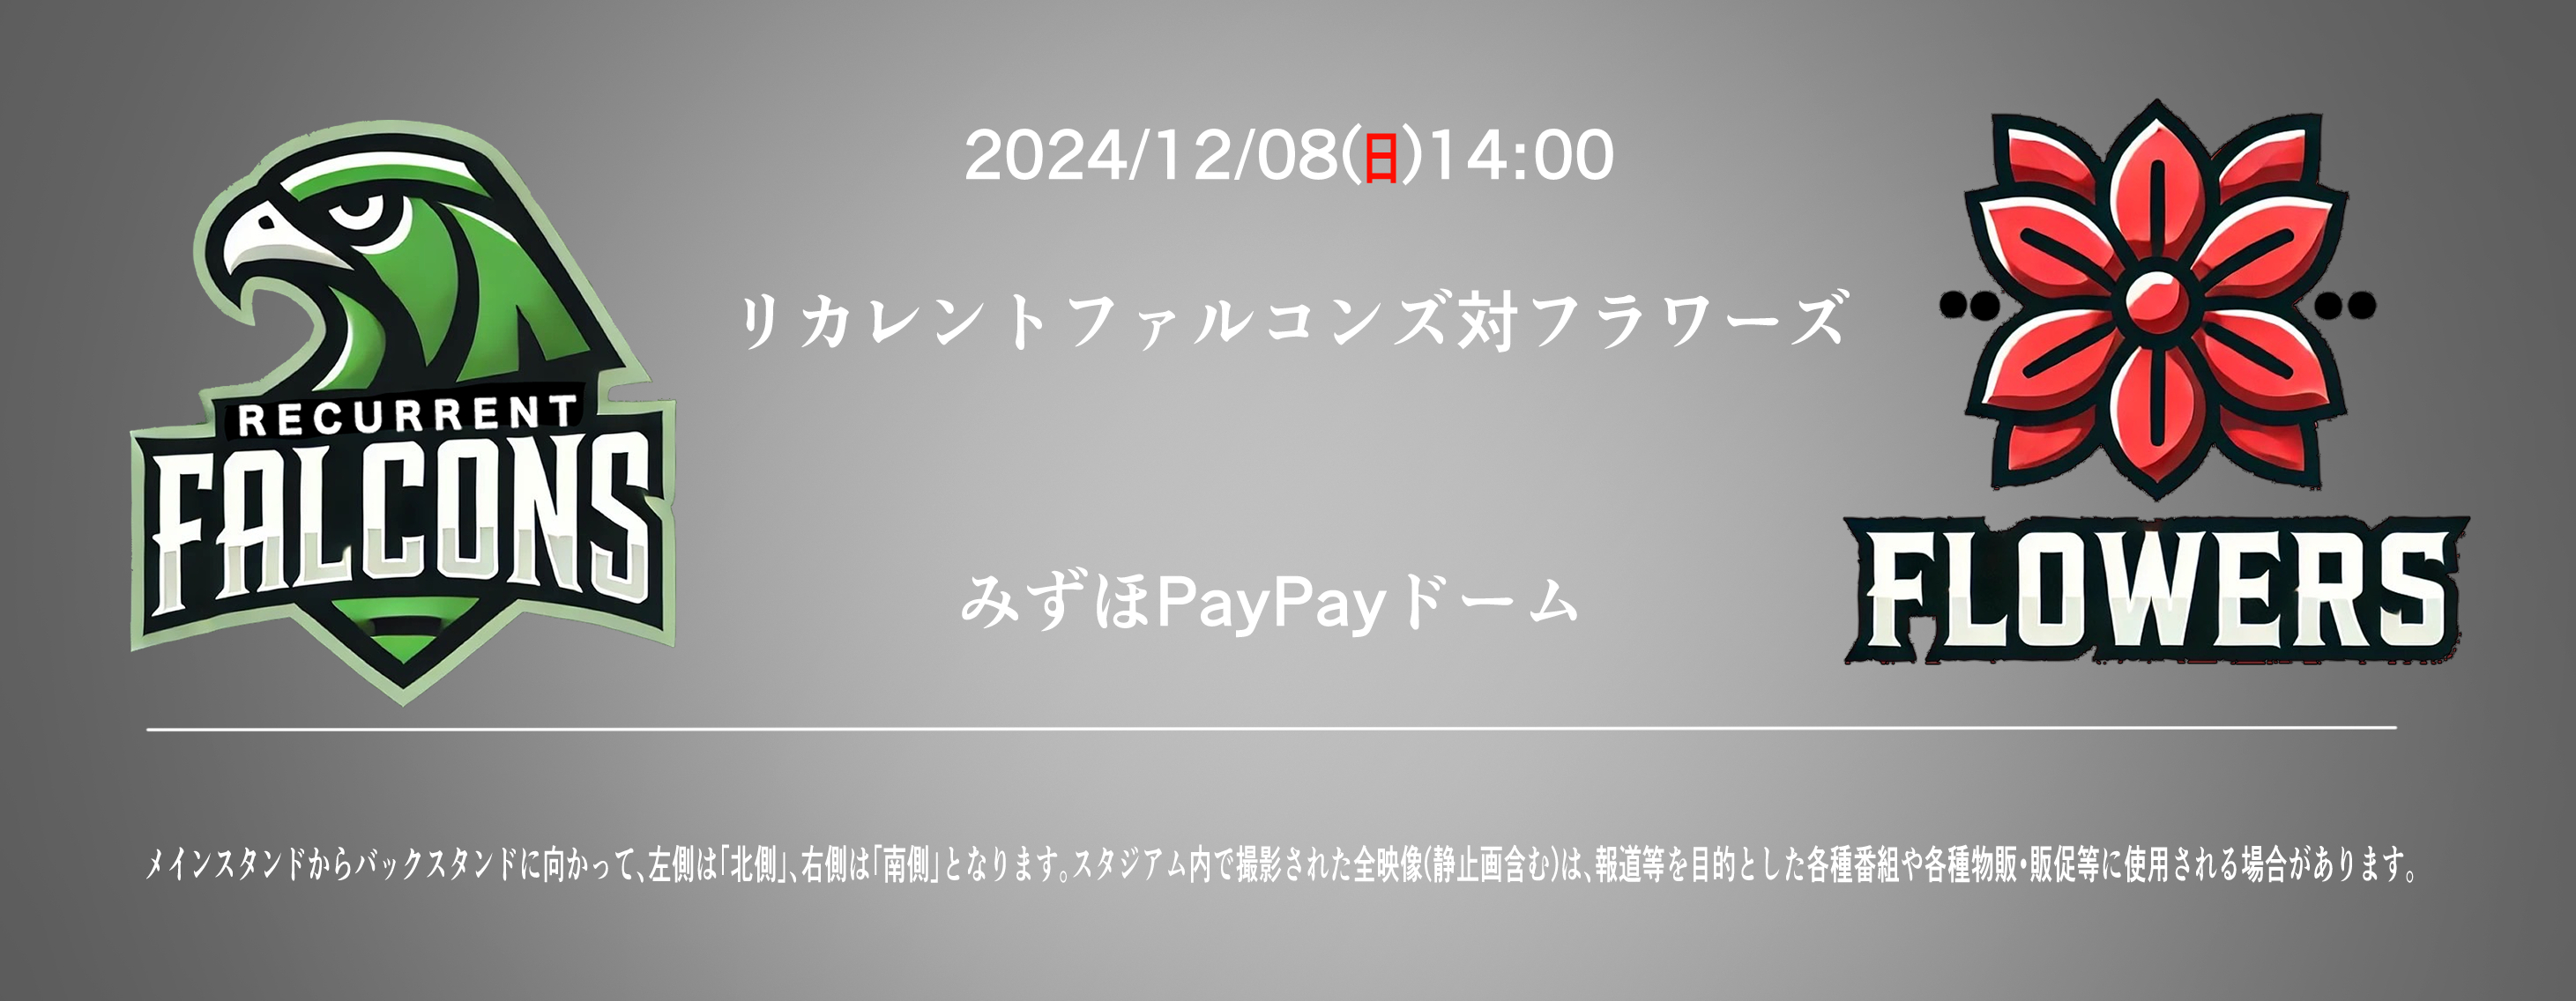 2024/12/08(日)14:00
リカレントファルコンズ対フラワーズ
RECURRENT
FALCONS
みずほPayPayドーム
FLOWERS
メインスタンドからバックスタンドに向かって、左側は「北側」、右側は「南側」となります。スタジアム内で撮影された全映像(静止画含む)は、報道等を目的とした各種番組や各種物販・販促等に使用される場合があります。